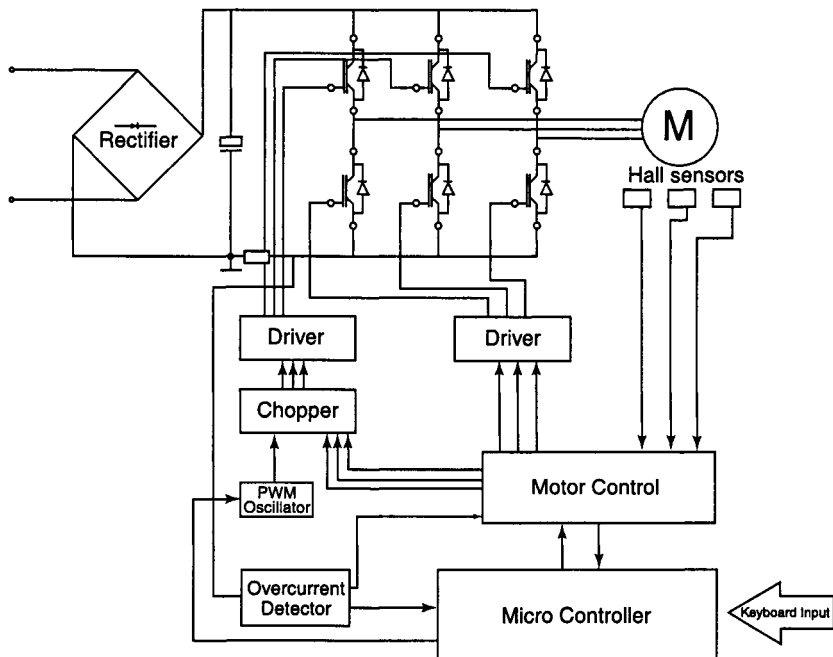 Rectifier
M
Hall sensors
Driver
Driver
Chopper
PWM
Oscillator
Motor Control
Overcurrent
Detector
Micro Controller
Keyboard Input